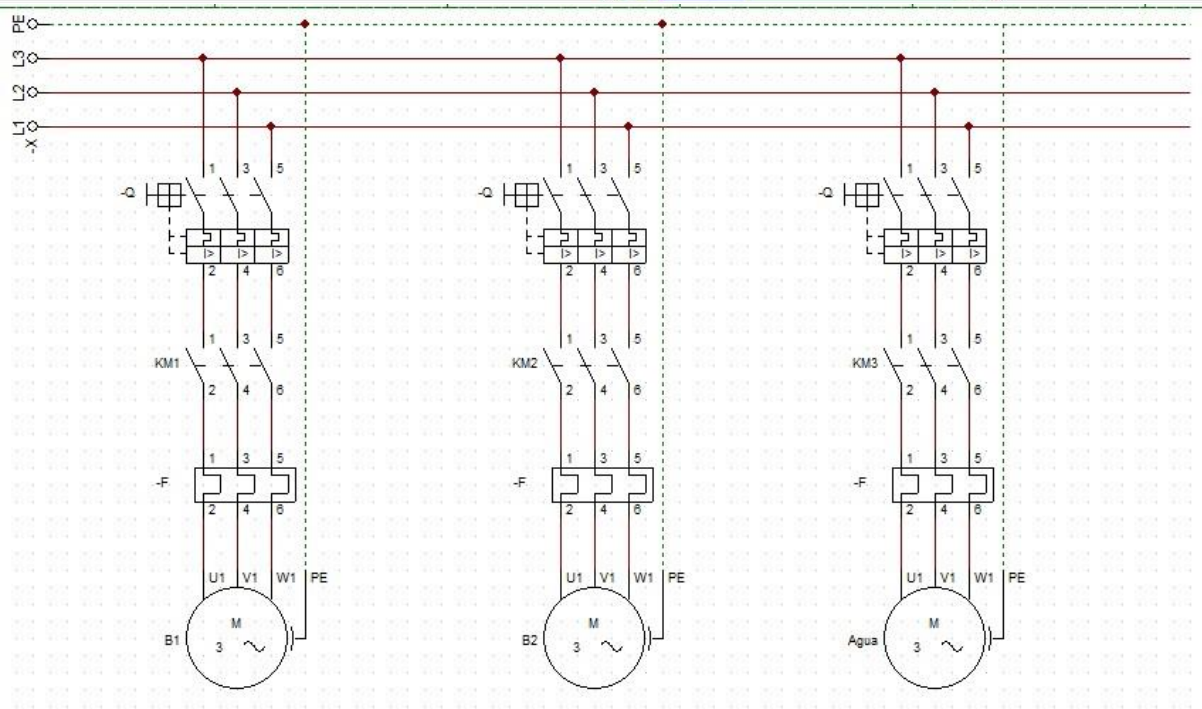 PE
L3
L2
L1
-X
1 3 5 1 3 5 1 3 5
-Q -Q -Q
I> I> I> I> I> I> I> I> I>
2 4 6 2 4 6 2 4 6
1 3 5 1 3 5 1 3 5
KM1 KM2 KM3
2 4 6 2 4 6 2 4 6
1 3 5 1 3 5 1 3 5
-F -F -F
2 4 6 2 4 6 2 4 6
U1 V1 W1 PE U1 V1 W1 PE U1 V1 W1 PE
M M M
B1 B2 Agua
3 3 3